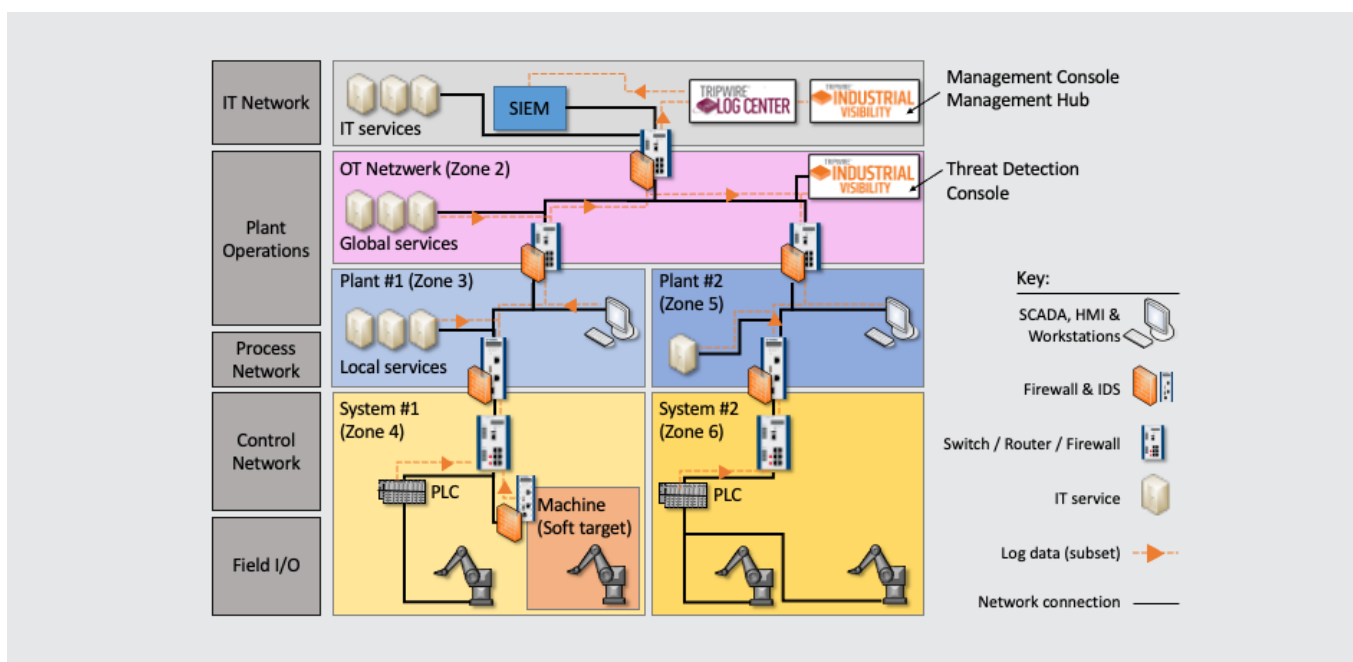 IT Network
IT services
SIEM
TRIPWIRE
LOG CENTER
TRIPWIRE
INDUSTRIAL
VISIBILITY
Management Console
Management Hub
Plant
Operations
OT Netzwerk (Zone 2)
Global services
TRIPWIRE
INDUSTRIAL
VISIBILITY
Threat Detection
Console
Plant #1 (Zone 3)
Local services
Plant #2
(Zone 5)
Process
Network
Control
Network
System #1
(Zone 4)
PLC
Machine
(Soft target)
System #2
(Zone 6)
PLC
Field I/O
Key:
SCADA, HMI &
Workstations
Firewall & IDS
Switch / Router / Firewall
IT service
Log data (subset)
Network connection